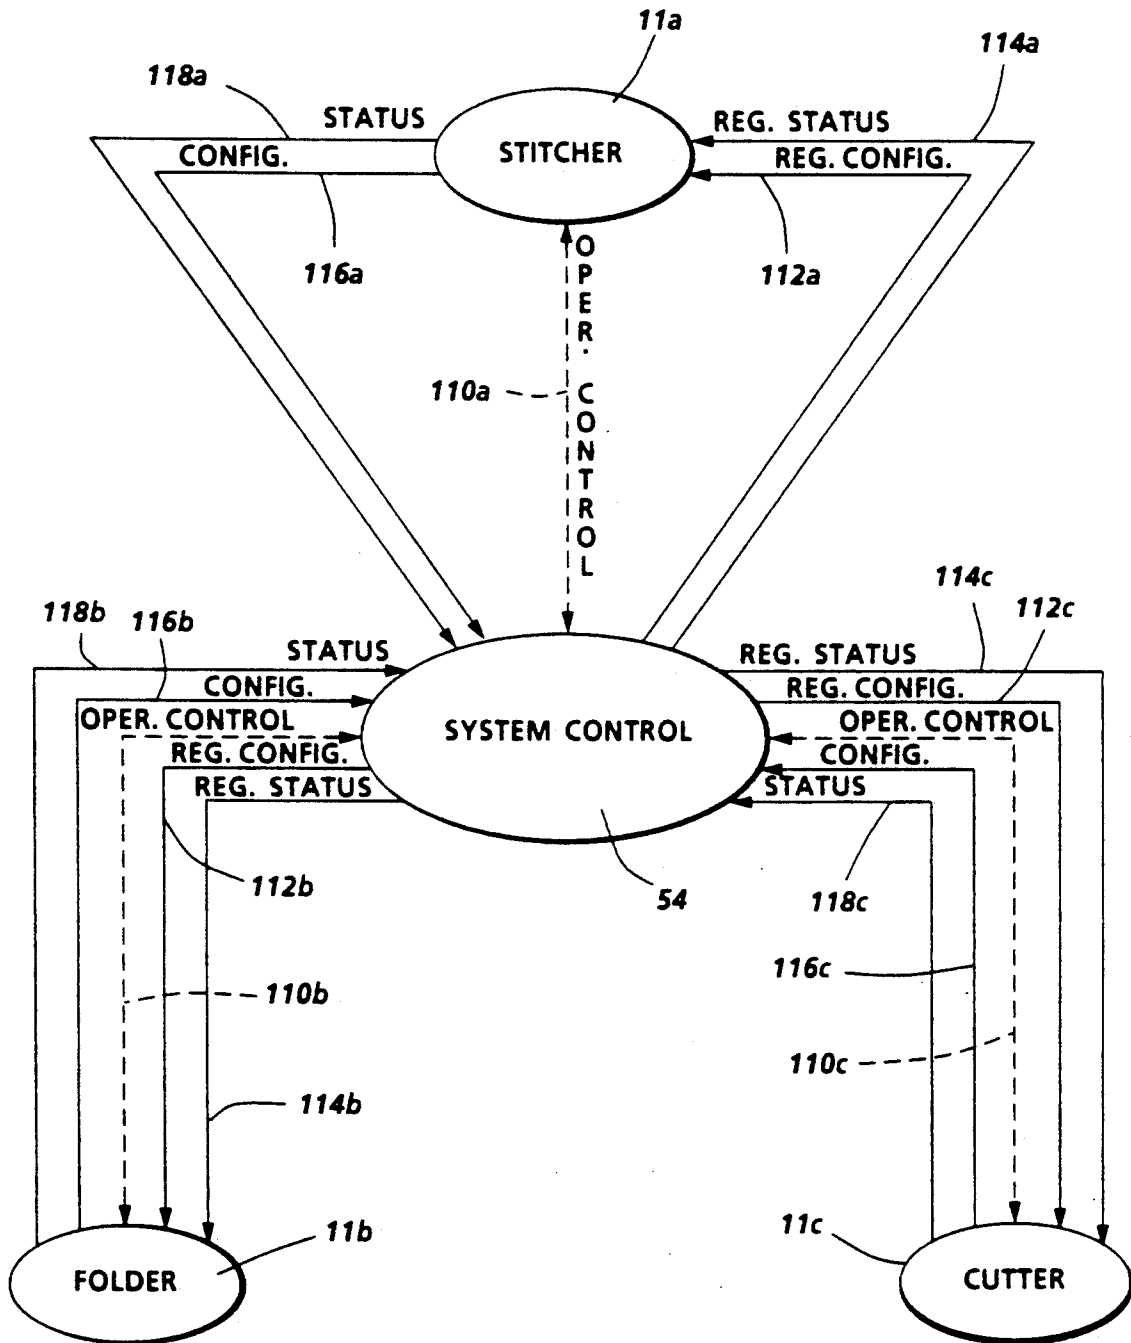 11a
114a
118a
STATUS
REG. STATUS
CONFIG.
STITCHER
REG. CONFIG.
116a
112a
OPER. CONTROL
110a
114c
118b
116b
112c
STATUS
REG. STATUS
CONFIG.
REG. CONFIG.
OPER. CONTROL
SYSTEM CONTROL
OPER. CONTROL
REG. CONFIG.
CONFIG.
REG. STATUS
STATUS
112b
54
118c
116c
110b
110c
114b
11b
11c
FOLDER
CUTTER